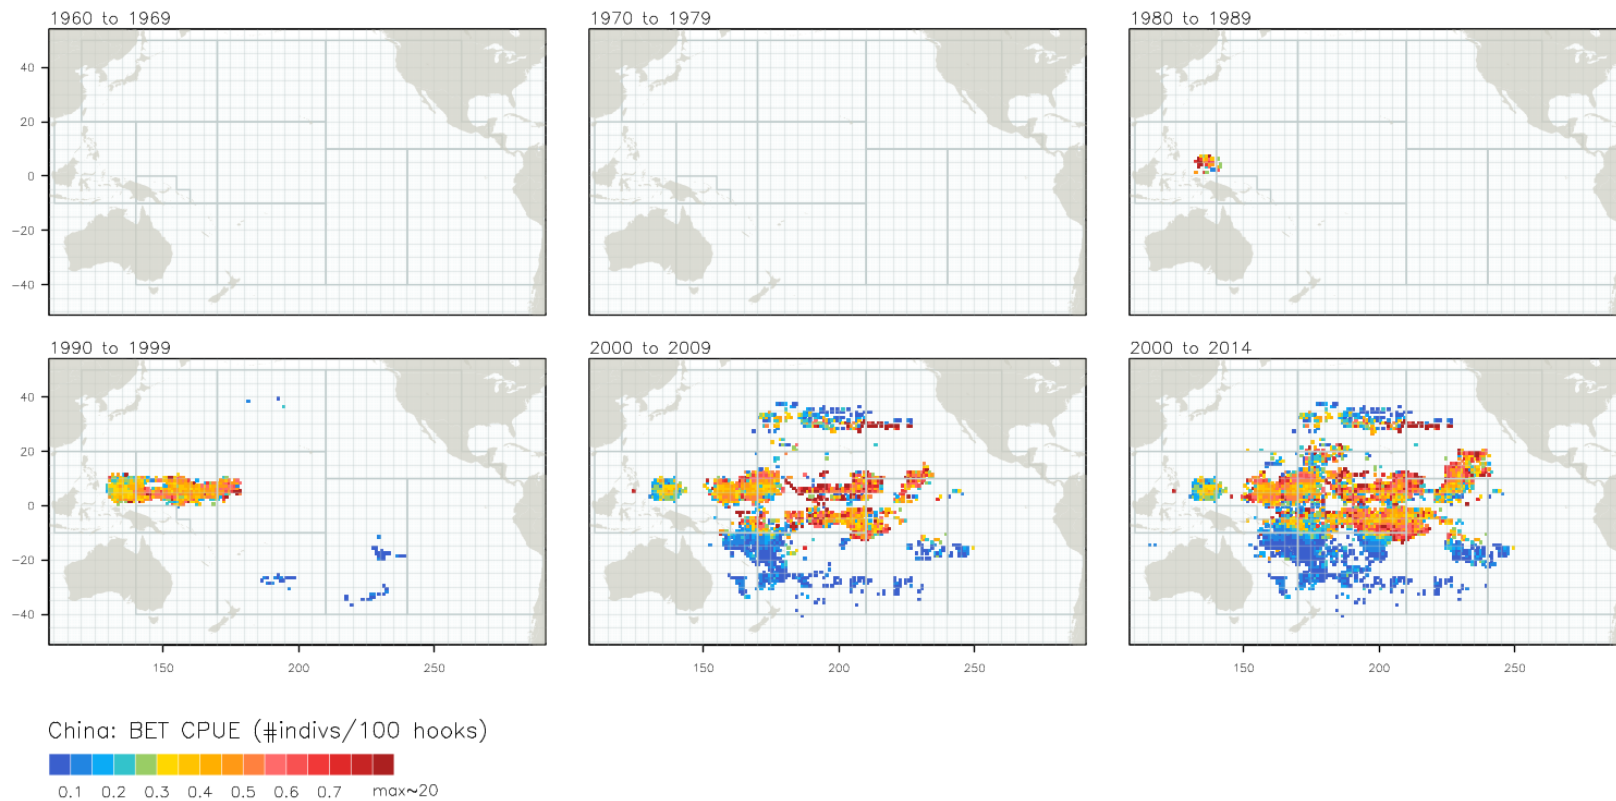 1960 to 1969
1970 to 1979
1980 to 1989
40
20
0
−20
−40
1990 to 1999
2000 to 2009
2000 to 2014
40
20
0
−20
−40
150 200 250
150 200 250
150 200 250
China: BET CPUE (#indivs/100 hooks)
0.1 0.2 0.3 0.4 0.5 0.6 0.7 max~20